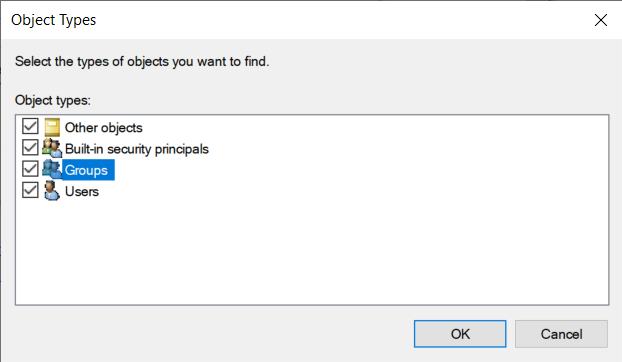 Object Types
Select the types of objects you want to find.
Object types:
Other objects
Built-in security principals
Groups
Users
OK
Cancel